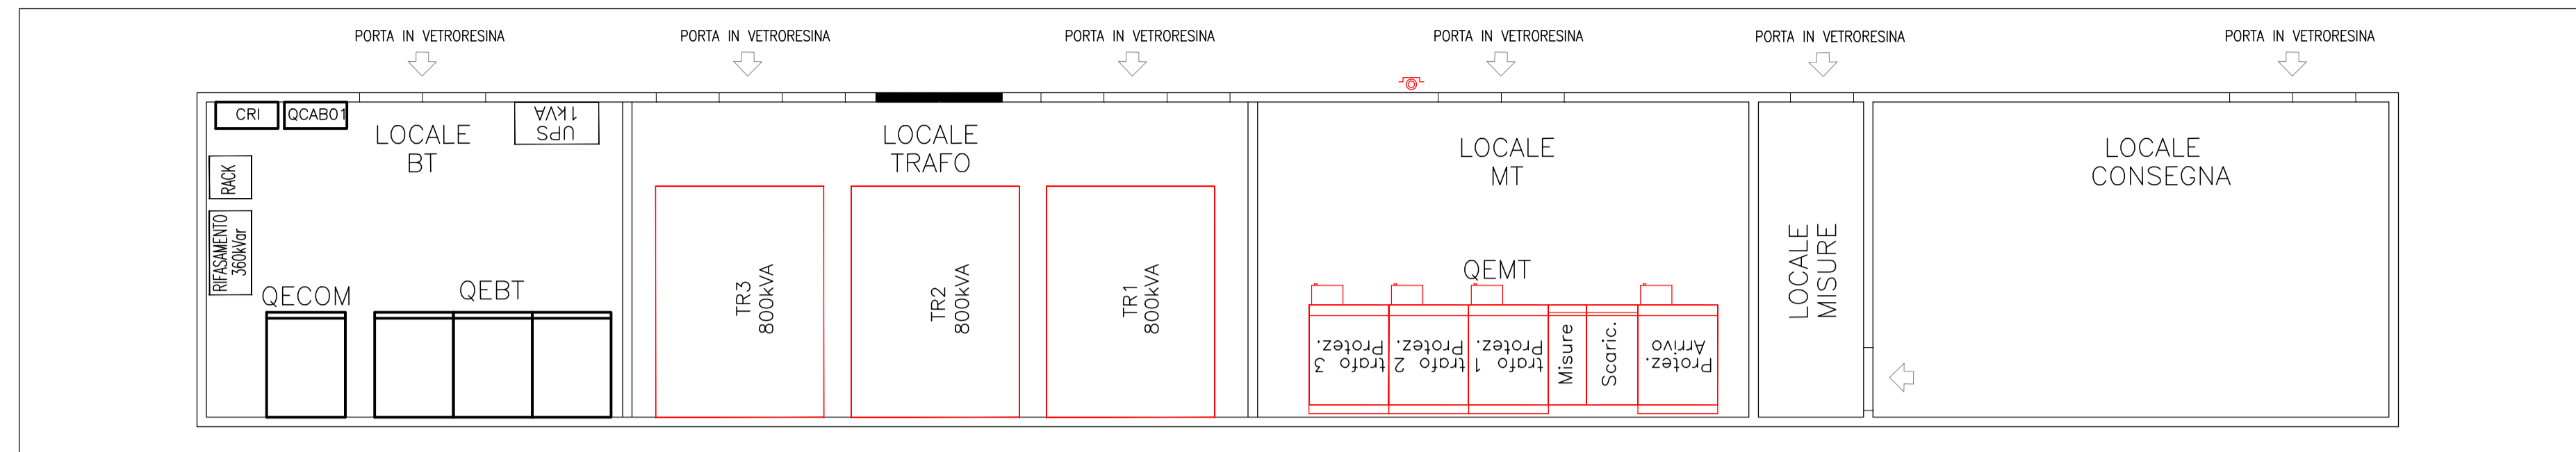 PORTA IN VETRORESINA
PORTA IN VETRORESINA
PORTA IN VETRORESINA
PORTA IN VETRORESINA
PORTA IN VETRORESINA
PORTA IN VETRORESINA
CRI
QCAB01
UPS
1kVA
LOCALE
BT
RACK
RIFASAMENTO
360kVar
QECOM
QEBT
LOCALE
TRAFO
TR3
800kVA
TR2
800kVA
TR1
800kVA
LOCALE
MT
QEMT
Protez.
trafo 3
Protez.
trafo 2
Protez.
trafo 1
Misure
Scaric.
Protez.
Arrivo
LOCALE
MISURE
LOCALE
CONSEGNA